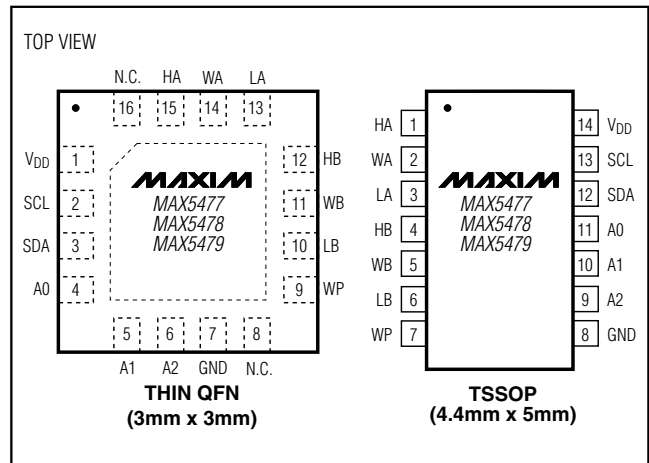 TOP VIEW
N.C. HA WA LA
16 15 14 13
VDD 1
SCL 2
SDA 3
A0 4
MAXIM
MAX5477
MAX5478
MAX5479
12 HB
11 WB
10 LB
9 WP
5 6 7 8
A1 A2 GND N.C.
THIN QFN
(3mm x 3mm)
HA 1
WA 2
LA 3
HB 4
WB 5
LB 6
WP 7
MAXIM
MAX5477
MAX5478
MAX5479
14 VDD
13 SCL
12 SDA
11 A0
10 A1
9 A2
8 GND
TSSOP
(4.4mm x 5mm)